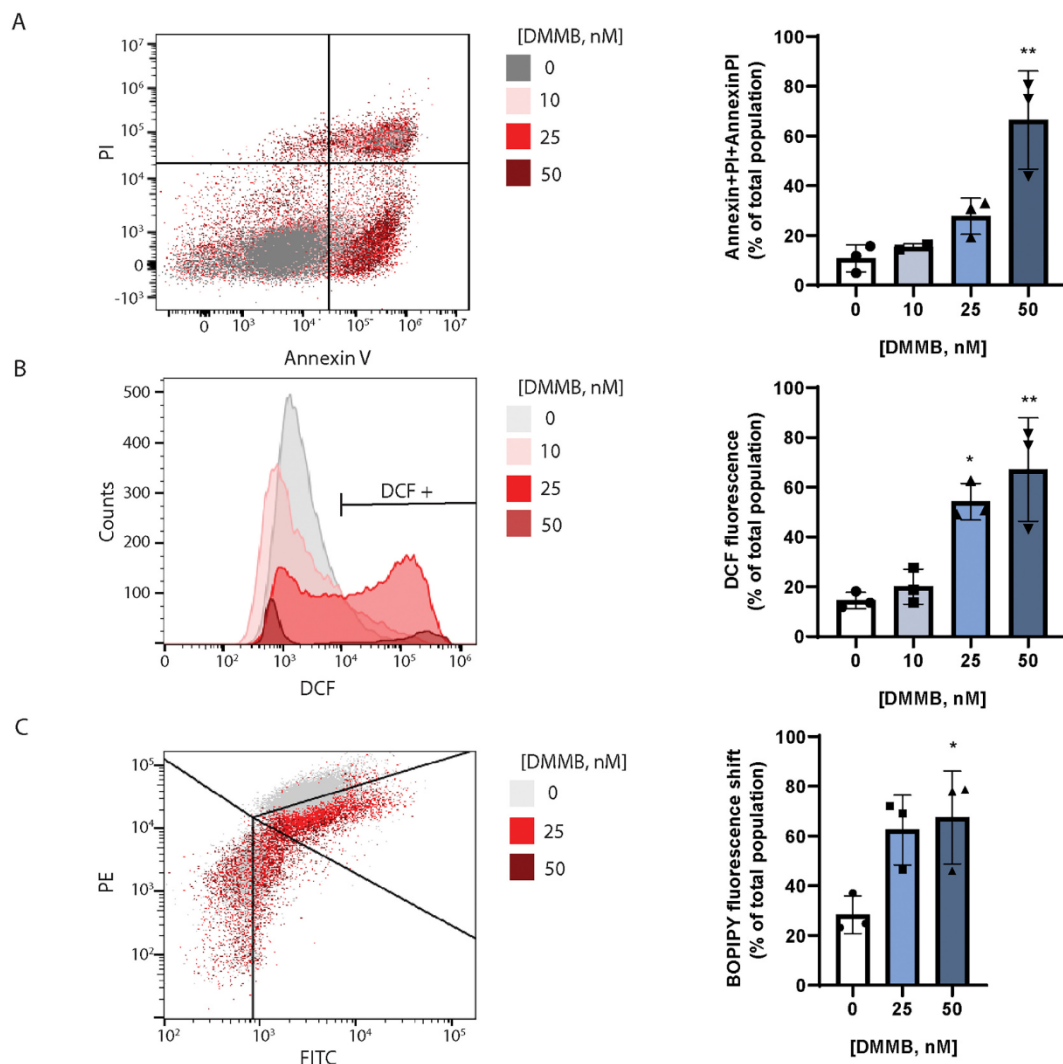 A
[DMMB, nM]
0
10
25
50
PI
10⁷
10⁶
10⁵
10⁴
10³
0
-10³
0 10³ 10⁴ 10⁵ 10⁶ 10⁷
Annexin V
Annexin+PI+AnnexinPI
(% of total population)
100
80
60
40
20
0
**
0 10 25 50
[DMMB, nM]
B
[DMMB, nM]
0
10
25
50
Counts
500
400
300
200
100
DCF +
0 10² 10³ 10⁴ 10⁵ 10⁶
DCF
DCF fluorescence
(% of total population)
100
80
60
40
20
0
*
**
0 10 25 50
[DMMB, nM]
C
[DMMB, nM]
0
25
50
PE
10⁵
10⁴
10³
10²
10² 10³ 10⁴ 10⁵
FITC
BOPIPY fluorescence shift
(% of total population)
100
80
60
40
20
0
*
0 25 50
[DMMB, nM]